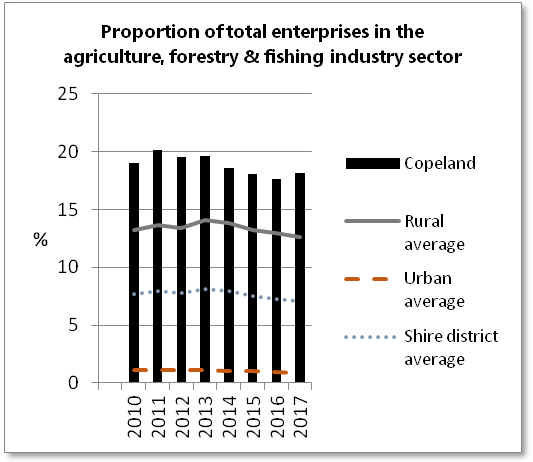 Proportion of total enterprises in the
agriculture, forestry & fishing industry sector
25
20
15
10
5
0
%
2010
2011
2012
2013
2014
2015
2016
2017
Copeland
Rural
average
Urban
average
Shire district
average